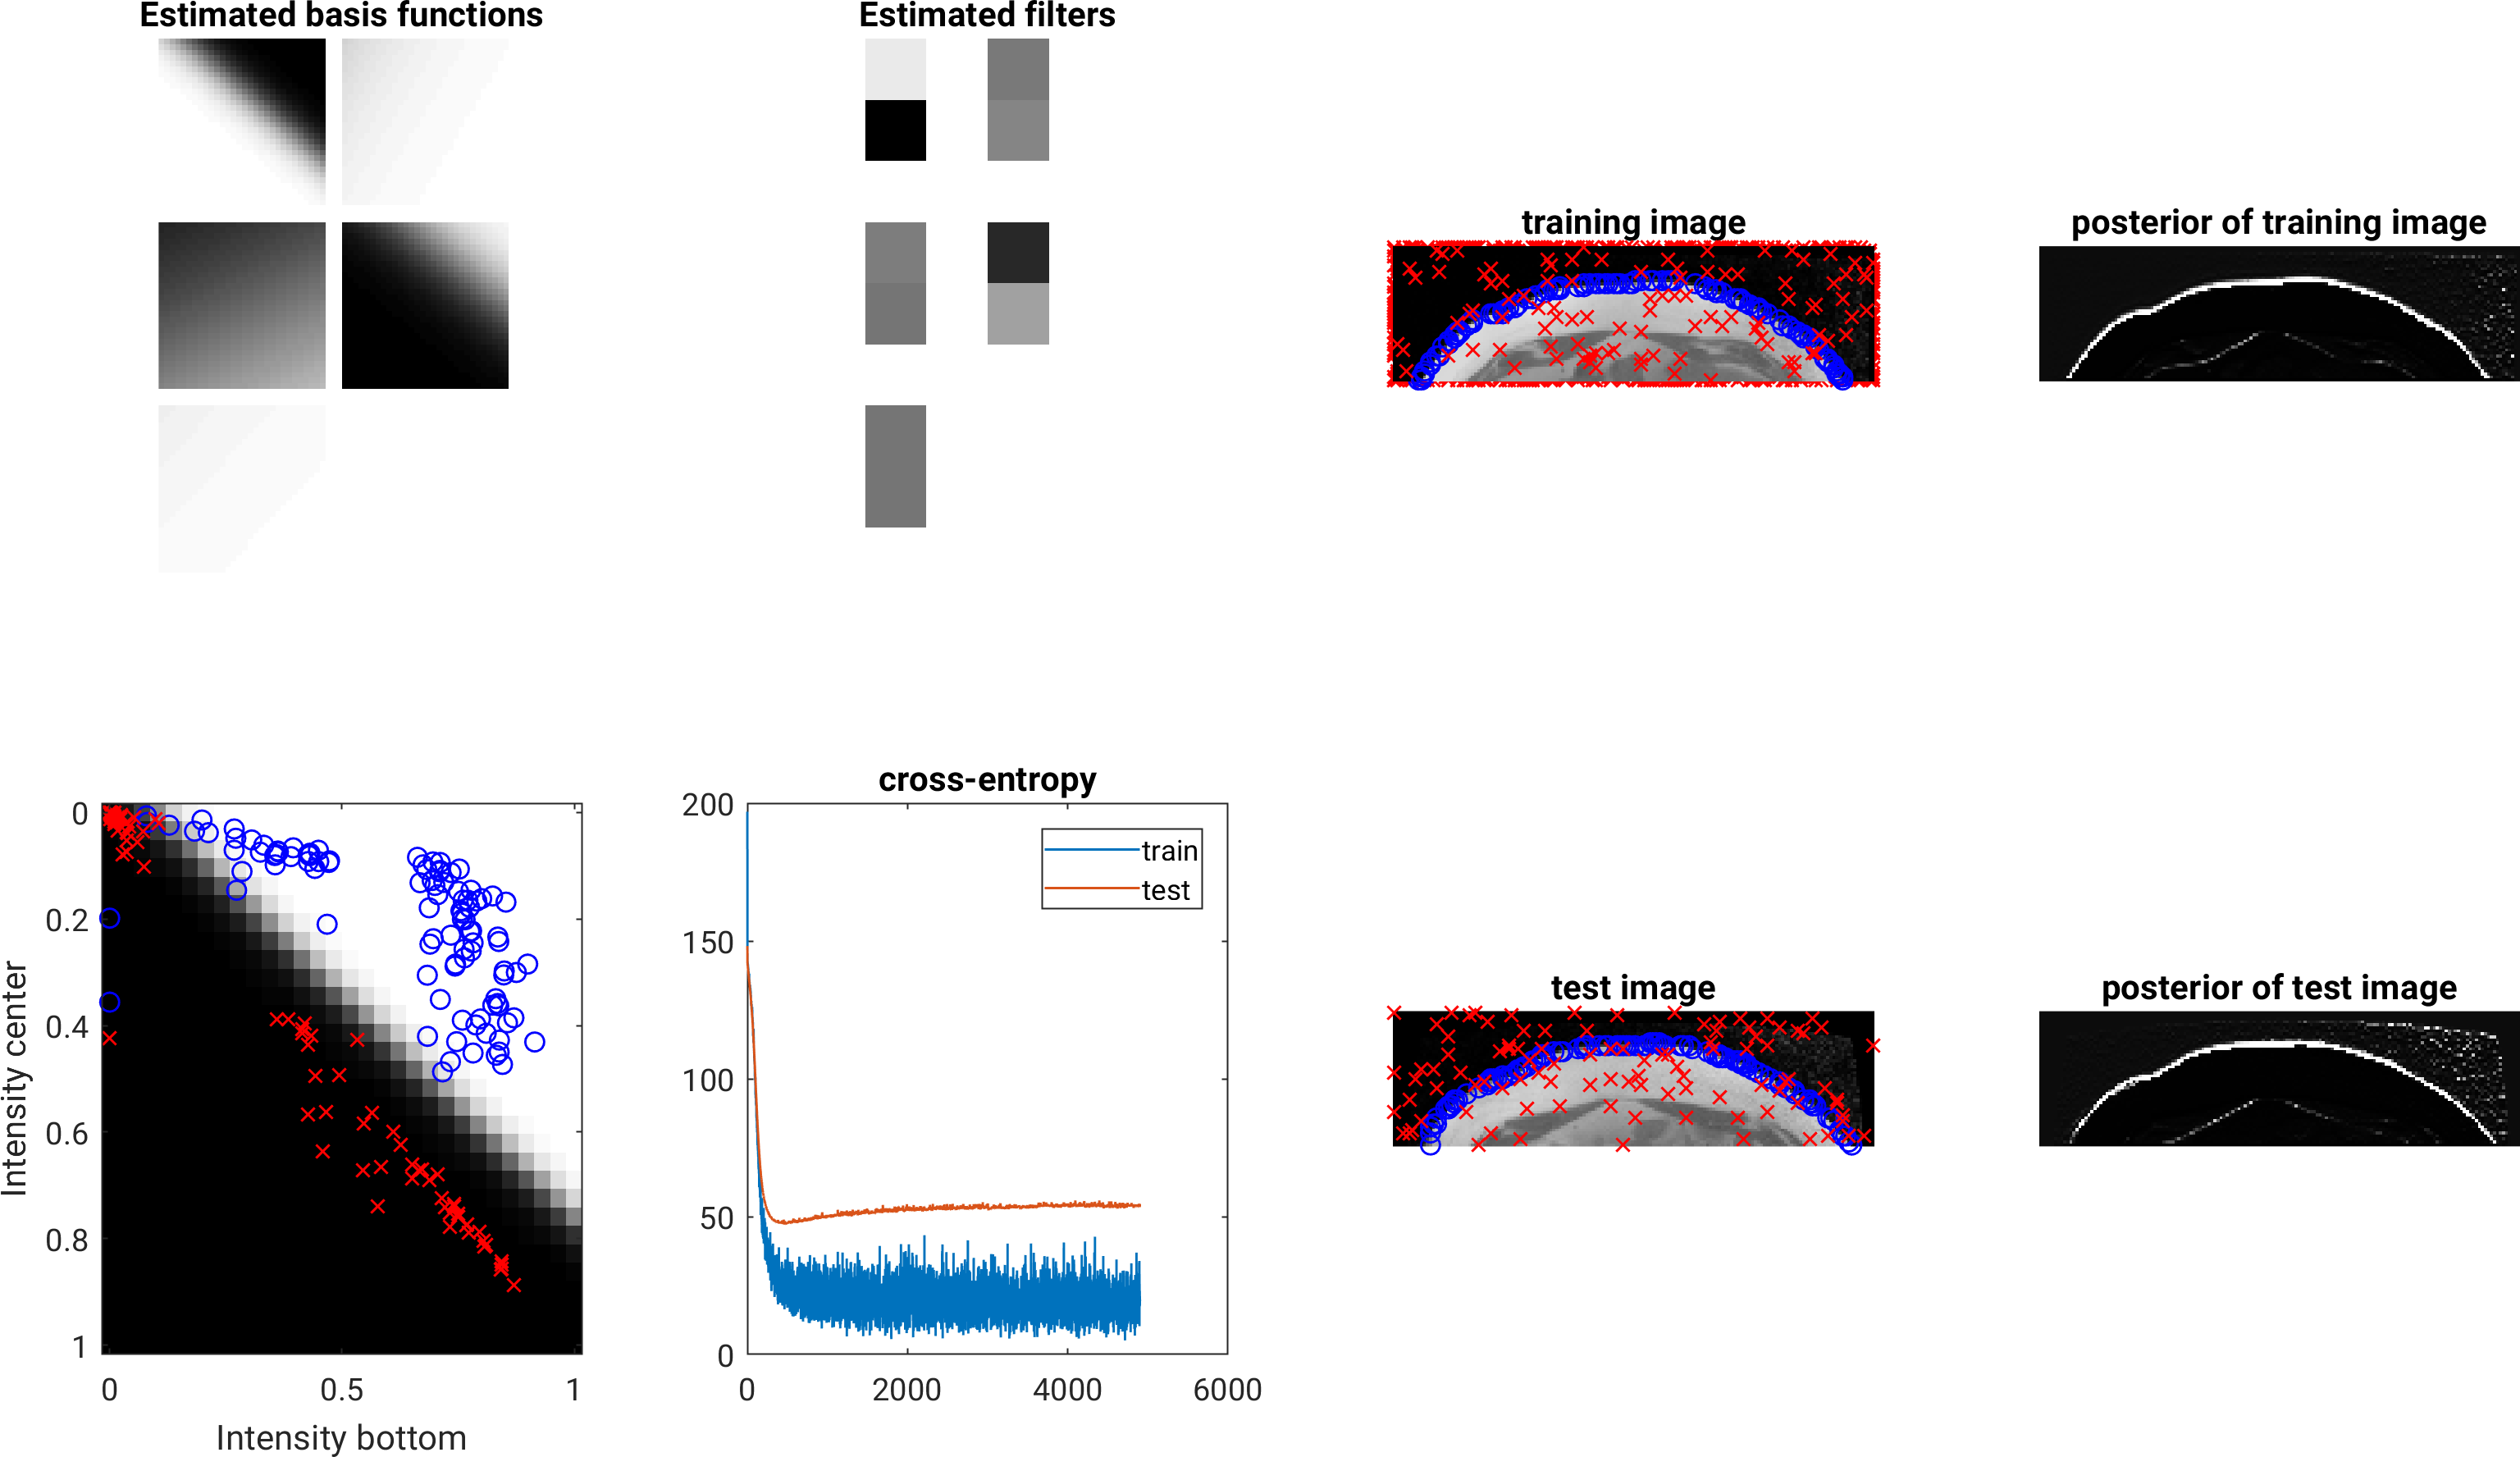 Estimated basis functions
Estimated filters
training image
posterior of training image
cross-entropy
200
150
100
50
0
0
2000
4000
6000
train
test
0
0.2
0.4
0.6
0.8
1
0
0.5
1
Intensity center
Intensity bottom
test image
posterior of test image